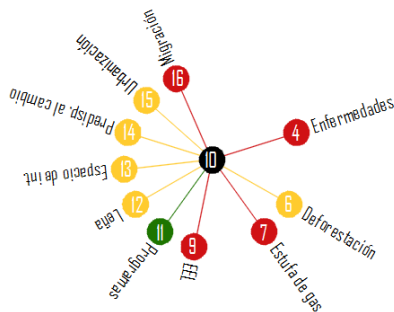 16 Migración
15 Urbanización
14 Predisp. al cambio
13 Espacio de int.
12 Leña
11 Programas
9 EEL
7 Estufa de gas
6 Deforestación
4 Enfermedades
10